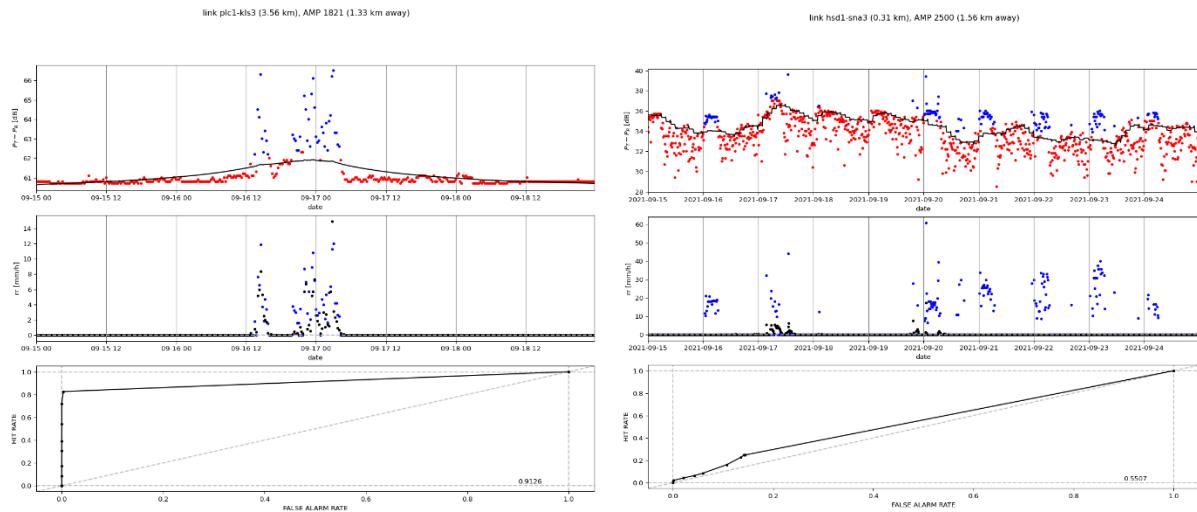 link plc1-kls3 (3.56 km), AMP 1821 (1.33 km away)
66
65
64
63
62
61
P_T − P_R [dB]
09-15 00 09-15 12 09-16 00 09-16 12 09-17 00 09-17 12 09-18 00 09-18 12
date
14
12
10
8
6
4
2
0
rr [mm/h]
09-15 00 09-15 12 09-16 00 09-16 12 09-17 00 09-17 12 09-18 00 09-18 12
date
1.0
0.8
0.6
0.4
0.2
0.0
HIT RATE
0.9126
0.0 0.2 0.4 0.6 0.8 1.0
FALSE ALARM RATE
link hsd1-sna3 (0.31 km), AMP 2500 (1.56 km away)
40
38
36
34
32
30
28
P_T − P_R [dB]
2021-09-15 2021-09-16 2021-09-17 2021-09-18 2021-09-19 2021-09-20 2021-09-21 2021-09-22 2021-09-23 2021-09-24
date
60
50
40
30
20
10
0
rr [mm/h]
2021-09-15 2021-09-16 2021-09-17 2021-09-18 2021-09-19 2021-09-20 2021-09-21 2021-09-22 2021-09-23 2021-09-24
date
1.0
0.8
0.6
0.4
0.2
0.0
HIT RATE
0.5507
0.0 0.2 0.4 0.6 0.8 1.0
FALSE ALARM RATE